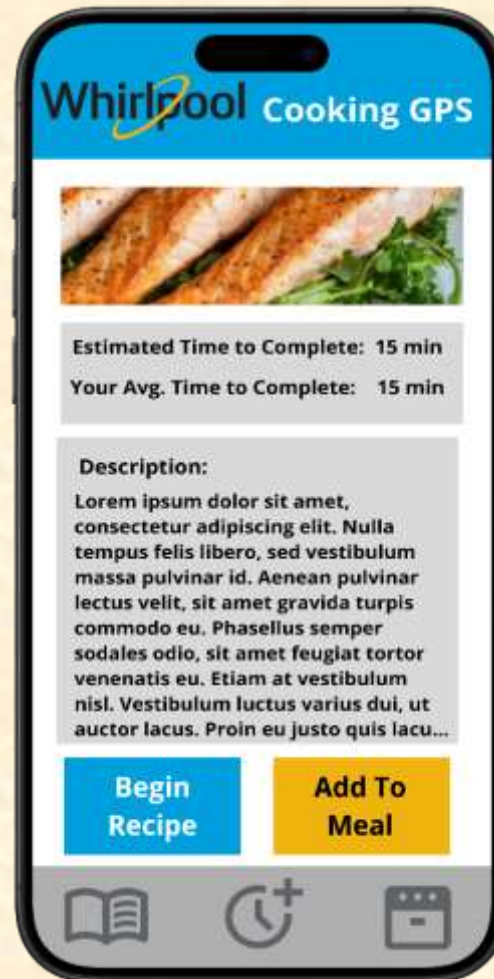 Whirlpool Cooking GPS
Estimated Time to Complete: 15 min
Your Avg. Time to Complete: 15 min
Description:
Lorem ipsum dolor sit amet,
consectetur adipiscing elit. Nulla
tempus felis libero, sed vestibulum
massa pulvinar id. Aenean pulvinar
lectus velit, sit amet gravida turpis
commodo eu. Phasellus semper
sodales odio, sit amet feugiat tortor
venenatis eu. Etiam at vestibulum
nisl. Vestibulum luctus varius dui, ut
auctor lacus. Proin eu justo quis lacu...
Begin
Recipe
Add To
Meal